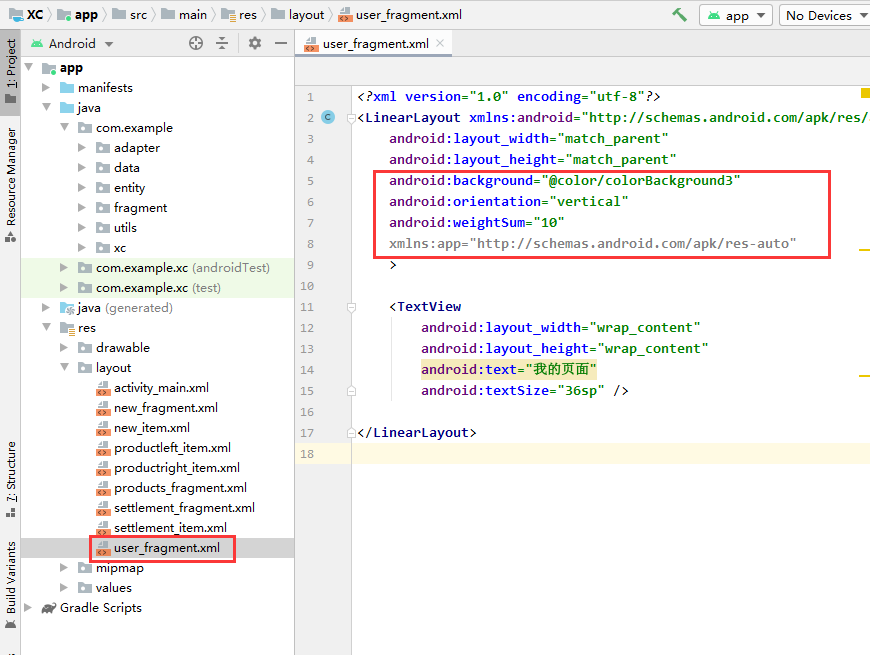 XC app src main res layout user_fragment.xml app No Devices
1: Project
Resource Manager
7: Structure
Build Variants
Android
app
manifests
java
com.example
adapter
data
entity
fragment
utils
xc
com.example.xc (androidTest)
com.example.xc (test)
java (generated)
res
drawable
layout
activity_main.xml
new_fragment.xml
new_item.xml
productleft_item.xml
productright_item.xml
products_fragment.xml
settlement_fragment.xml
settlement_item.xml
user_fragment.xml
mipmap
values
Gradle Scripts
user_fragment.xml
1 <?xml version="1.0" encoding="utf-8"?>
2 C <LinearLayout xmlns:android="http://schemas.android.com/apk/res/
3 android:layout_width="match_parent"
4 android:layout_height="match_parent"
5 android:background="@color/colorBackground3"
6 android:orientation="vertical"
7 android:weightSum="10"
8 xmlns:app="http://schemas.android.com/apk/res-auto"
9 >
10
11 <TextView
12 android:layout_width="wrap_content"
13 android:layout_height="wrap_content"
14 android:text="我的页面"
15 android:textSize="36sp" />
16
17 </LinearLayout>
18